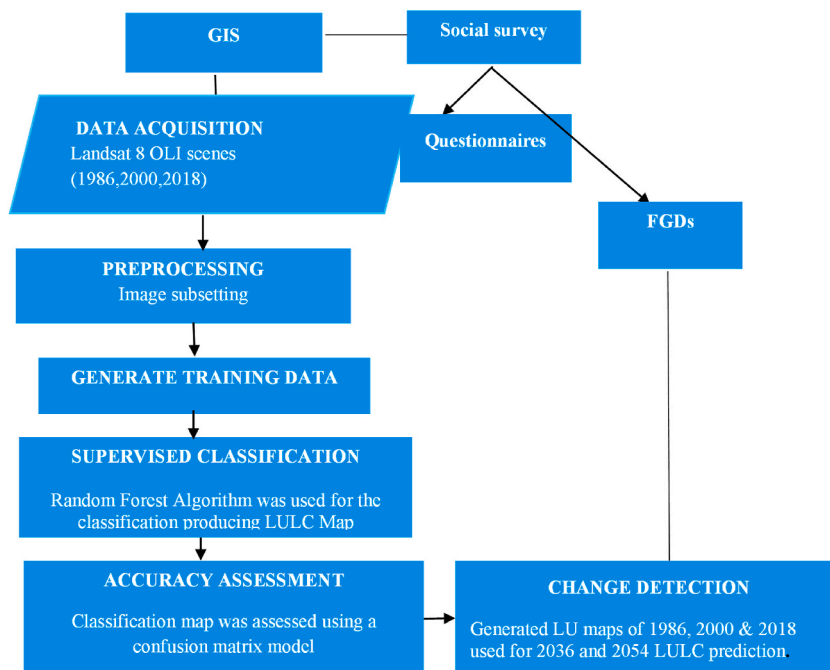 GIS
Social survey
DATA ACQUISITION
Landsat 8 OLI scenes
(1986,2000,2018)
Questionnaires
FGDs
PREPROCESSING
Image subsetting
GENERATE TRAINING DATA
SUPERVISED CLASSIFICATION
Random Forest Algorithm was used for the
classification producing LULC Map
ACCURACY ASSESSMENT
Classification map was assessed using a
confusion matrix model
CHANGE DETECTION
Generated LU maps of 1986, 2000 & 2018
used for 2036 and 2054 LULC prediction.